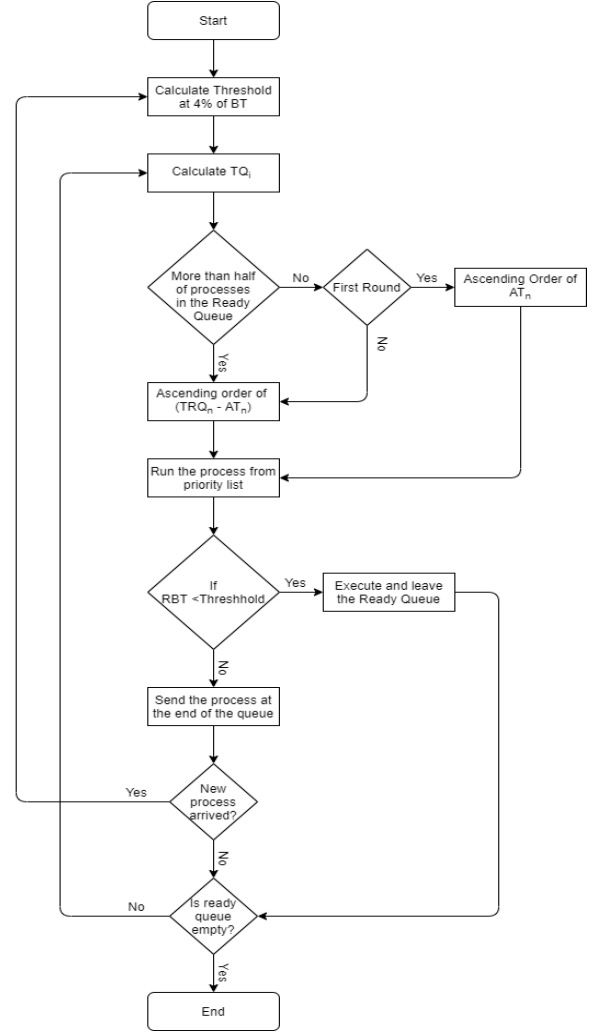 Start
Calculate Threshold
at 4% of BT
Calculate TQi
More than half
of processes
in the Ready
Queue
No
First Round
Yes
Ascending Order of
ATn
Yes
No
Ascending order of
(TRQn - ATn)
Run the process from
priority list
If
RBT <Threshhold
Yes
Execute and leave
the Ready Queue
No
Send the process at
the end of the queue
New
process
arrived?
Yes
No
Is ready
queue
empty?
No
Yes
End